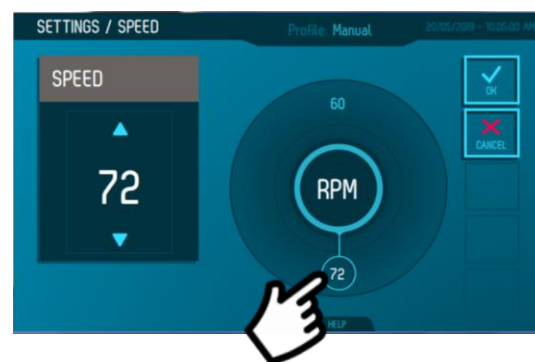 SETTINGS / SPEED
Profile: Manual
20/05/2019 - 10:05:00 AM
SPEED
72
60
RPM
72
OK
CANCEL
HELP